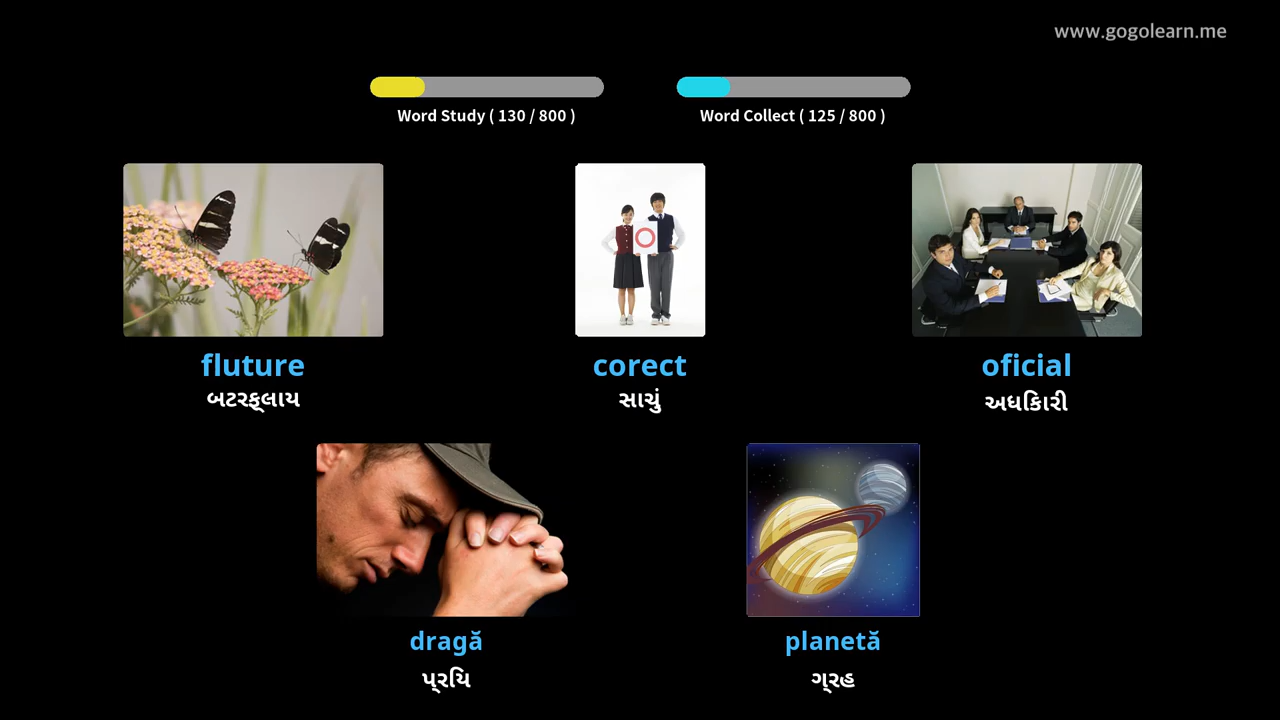 www.gogolearn.me
Word Study ( 130 / 800 )
Word Collect ( 125 / 800 )
fluture
બટરફ્લાય
corect
સાચું
oficial
અધિકારી
dragă
પ્રિય
planetă
ગ્રહ